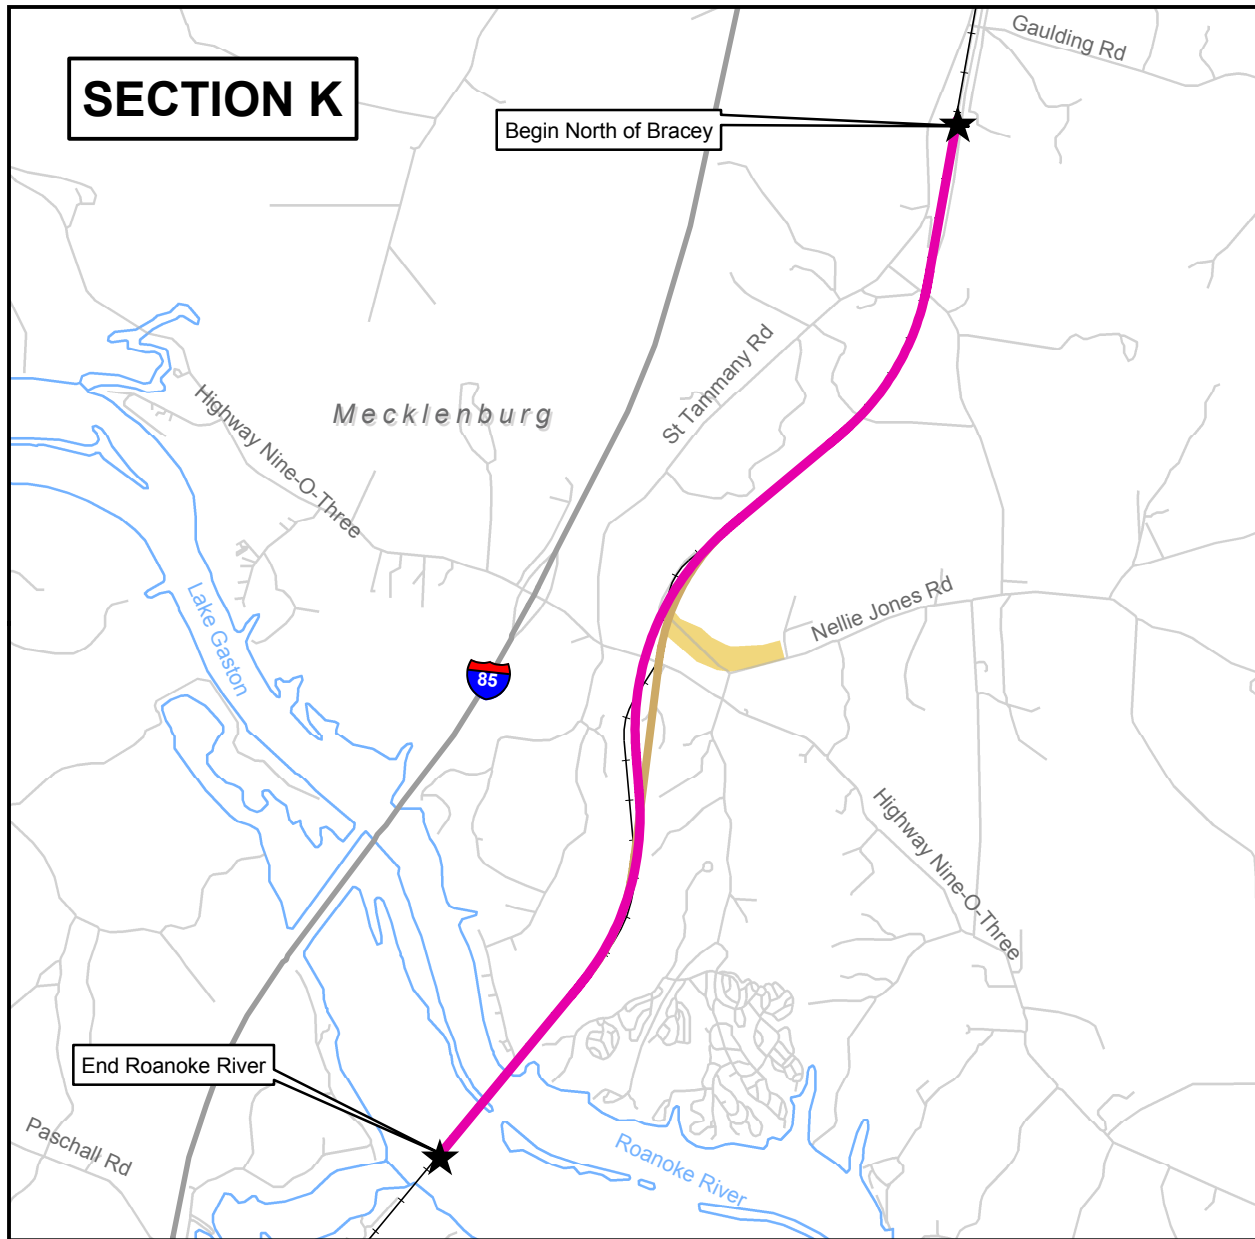 SECTION K
Gaulding Rd
Begin North of Bracey
St Tammany Rd
Highway Nine-O-Three
Mecklenburg
Lake Gaston
Nellie Jones Rd
85
Highway Nine-O-Three
End Roanoke River
Paschall Rd
Roanoke River